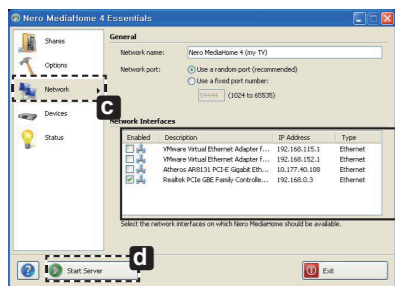 Nero MediaHome 4 Essentials
Shares
Options
Network
Devices
Status
c
General
Network name: Nero MediaHome 4 (my TV)
Network port: Use a random port (recommended)
Use a fixed port number:
54444 (1024 to 65535)
Network Interfaces
Enabled Description IP Address Type
VMware Virtual Ethernet Adapter f... 192.168.115.1 Ethernet
VMware Virtual Ethernet Adapter f... 192.168.152.1 Ethernet
Atheros AR8131 PCI-E Gigabit Eth... 10.177.40.108 Ethernet
Realtek PCIe GBE Family Controlle... 192.168.0.3 Ethernet
Select the network interfaces on which Nero MediaHome should be available.
d
? Start Server Exit